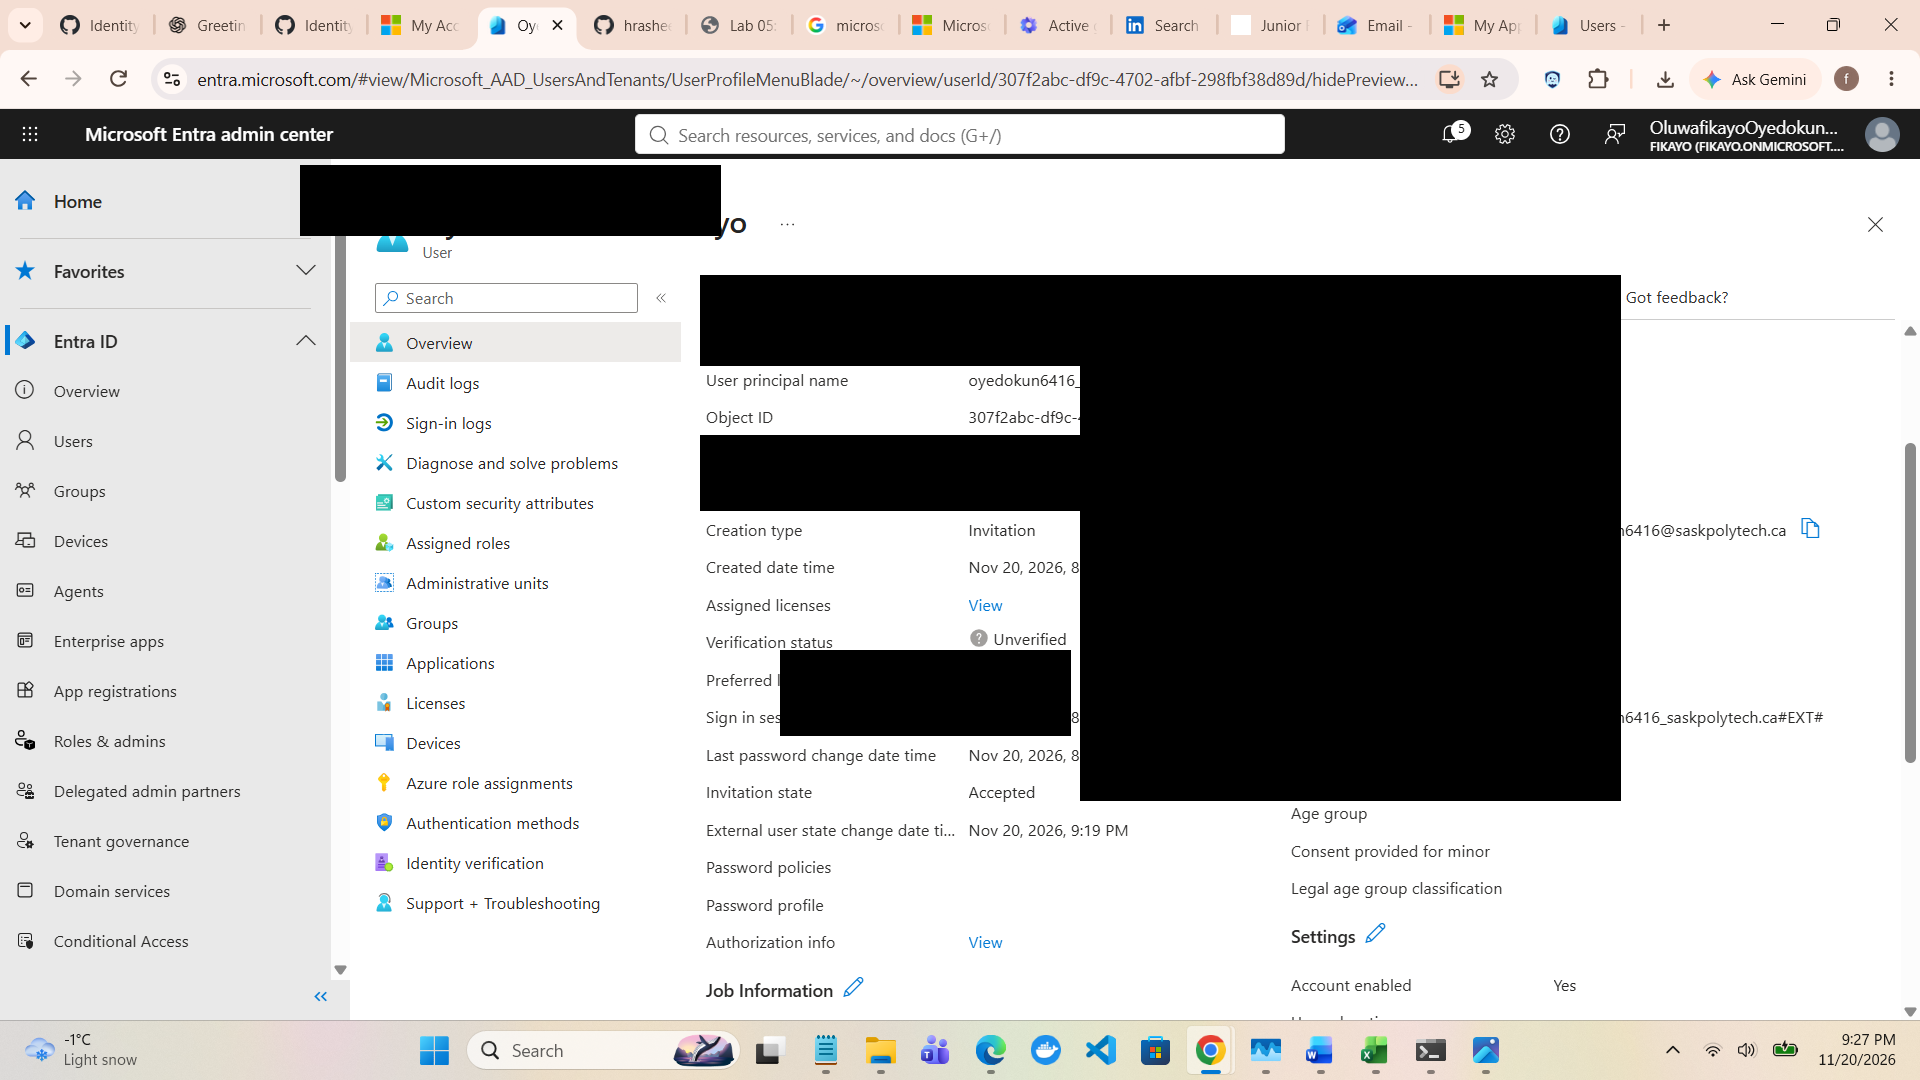 Identity
Greetin
Identity
My Acc
Oye
hrashee
Lab 05:
micros
Micros
Active
Search
Junior
Email -
My App
Users -
entra.microsoft.com/#view/Microsoft_AAD_UsersAndTenants/UserProfileMenuBlade/~/overview/userId/307f2abc-df9c-4702-afbf-298fbf38d89d/hidePreview...
Ask Gemini
f
Microsoft Entra admin center
Search resources, services, and docs (G+/)
5
OluwafikayoOyedokun...
FIKAYO (FIKAYO.ONMICROSOFT....
Home
Favorites
Entra ID
Overview
Users
Groups
Devices
Agents
Enterprise apps
App registrations
Roles & admins
Delegated admin partners
Tenant governance
Domain services
Conditional Access
yo
...
User
Search
Overview
Audit logs
Sign-in logs
Diagnose and solve problems
Custom security attributes
Assigned roles
Administrative units
Groups
Applications
Licenses
Devices
Azure role assignments
Authentication methods
Identity verification
Support + Troubleshooting
Got feedback?
User principal name oyedokun6416_
Object ID 307f2abc-df9c-
Creation type Invitation
Created date time Nov 20, 2026, 8
Assigned licenses View
Verification status Unverified
Preferred
Sign in ses 8
Last password change date time Nov 20, 2026, 8
Invitation state Accepted
External user state change date ti... Nov 20, 2026, 9:19 PM
Password policies
Password profile
Authorization info View
Job Information
n6416@saskpolytech.ca
n6416_saskpolytech.ca#EXT#
Age group
Consent provided for minor
Legal age group classification
Settings
Account enabled Yes
-1°C
Light snow
Search
9:27 PM
11/20/2026